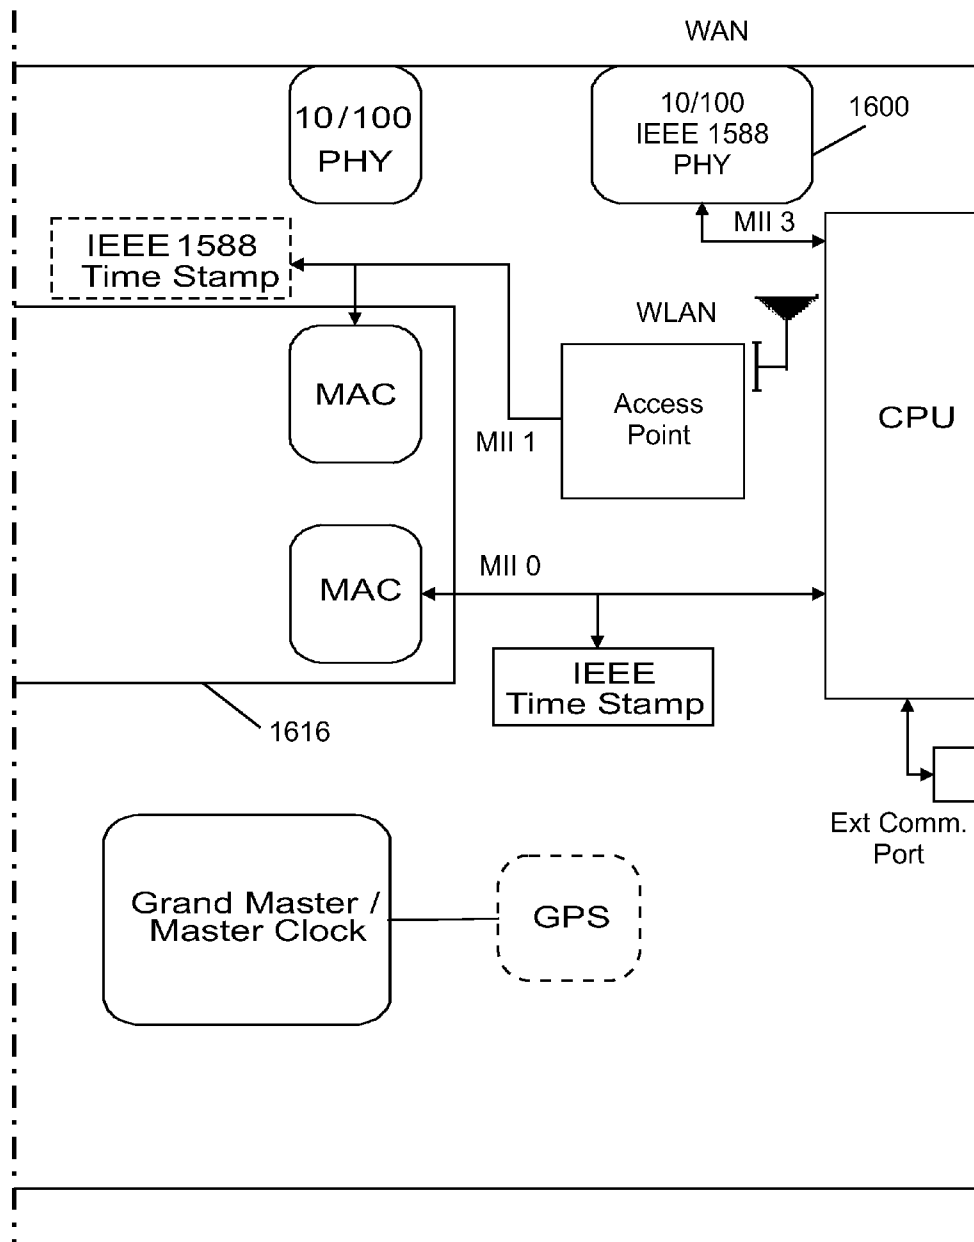 WAN
10/100
PHY
10/100
IEEE 1588
PHY
1600
MII 3
IEEE 1588
Time Stamp
WLAN
MAC
Access
Point
CPU
MII 1
MII 0
MAC
IEEE
Time Stamp
1616
Ext Comm.
Port
Grand Master /
Master Clock
GPS